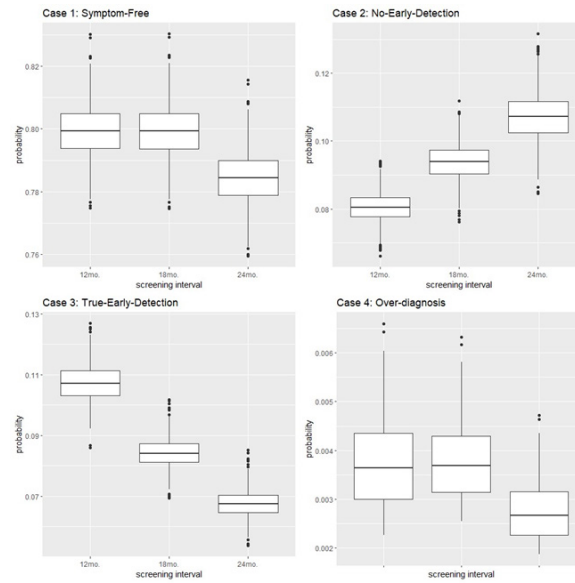 Case 1: Symptom-Free
probability
0.82
0.80
0.78
0.76
12mo. 18mo. 24mo.
screening interval
Case 2: No-Early-Detection
probability
0.12
0.10
0.08
12mo. 18mo. 24mo.
screening interval
Case 3: True-Early-Detection
probability
0.13
0.11
0.09
0.07
12mo. 18mo. 24mo.
screening interval
Case 4: Over-diagnosis
probability
0.006
0.005
0.004
0.003
0.002
screening interval